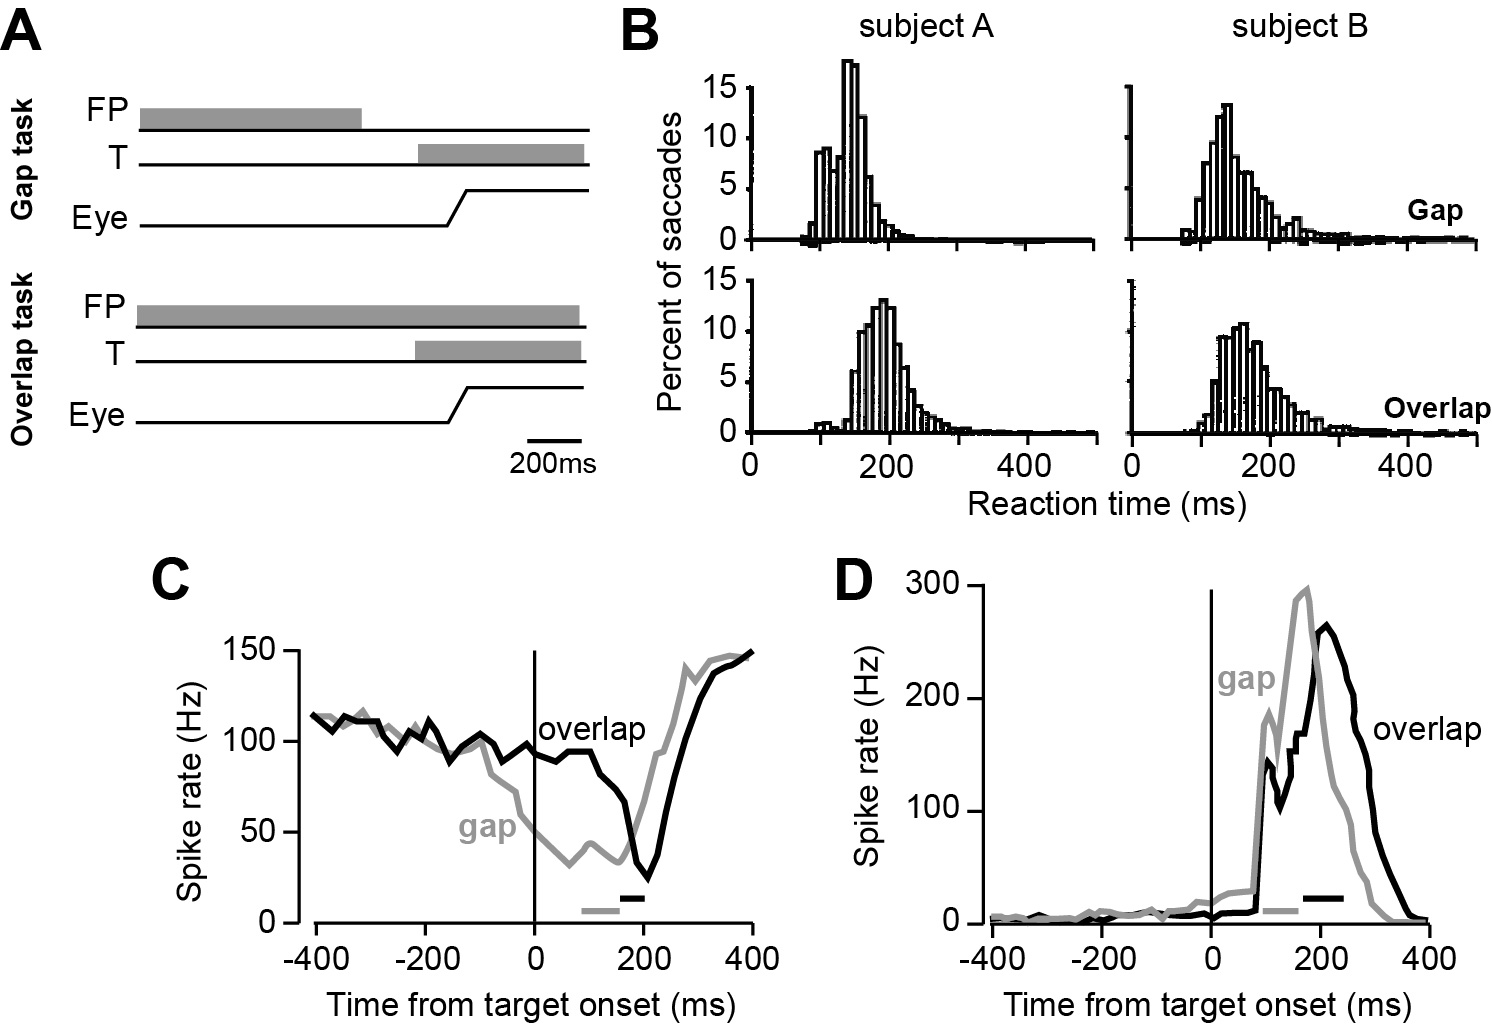 A
Gap task
FP
T
Eye
Overlap task
FP
T
Eye
200ms
B
subject A
subject B
Percent of saccades
15
10
5
0
Gap
15
10
5
0
Overlap
0
200
400
0
200
400
Reaction time (ms)
C
Spike rate (Hz)
150
100
50
0
overlap
gap
-400
-200
0
200
400
Time from target onset (ms)
D
Spike rate (Hz)
300
200
100
0
gap
overlap
-400
-200
0
200
400
Time from target onset (ms)